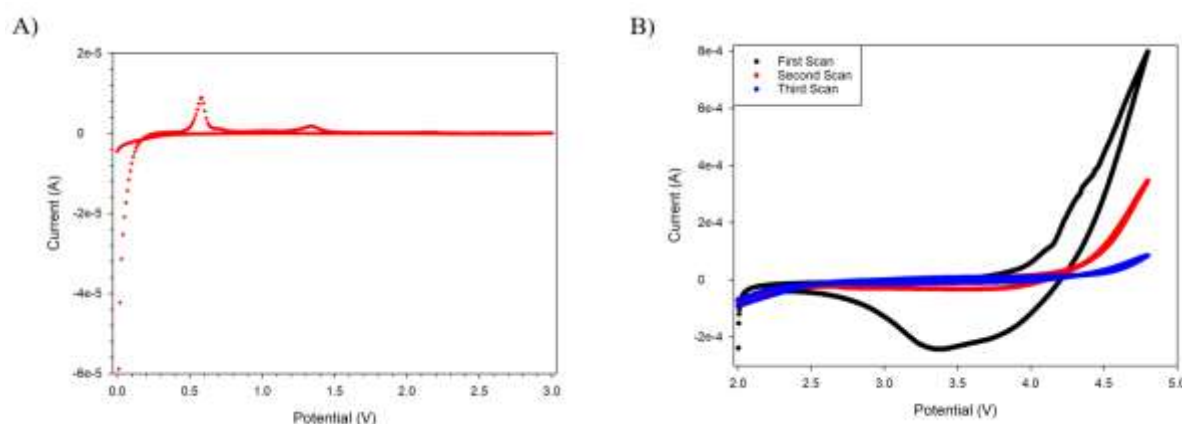 A)
2e-5
0
-2e-5
-4e-5
-6e-5
Current (A)
0.0 0.5 1.0 1.5 2.0 2.5 3.0
Potential (V)
B)
First Scan
Second Scan
Third Scan
8e-4
6e-4
4e-4
2e-4
0
-2e-4
Current (A)
2.0 2.5 3.0 3.5 4.0 4.5 5.0
Potential (V)